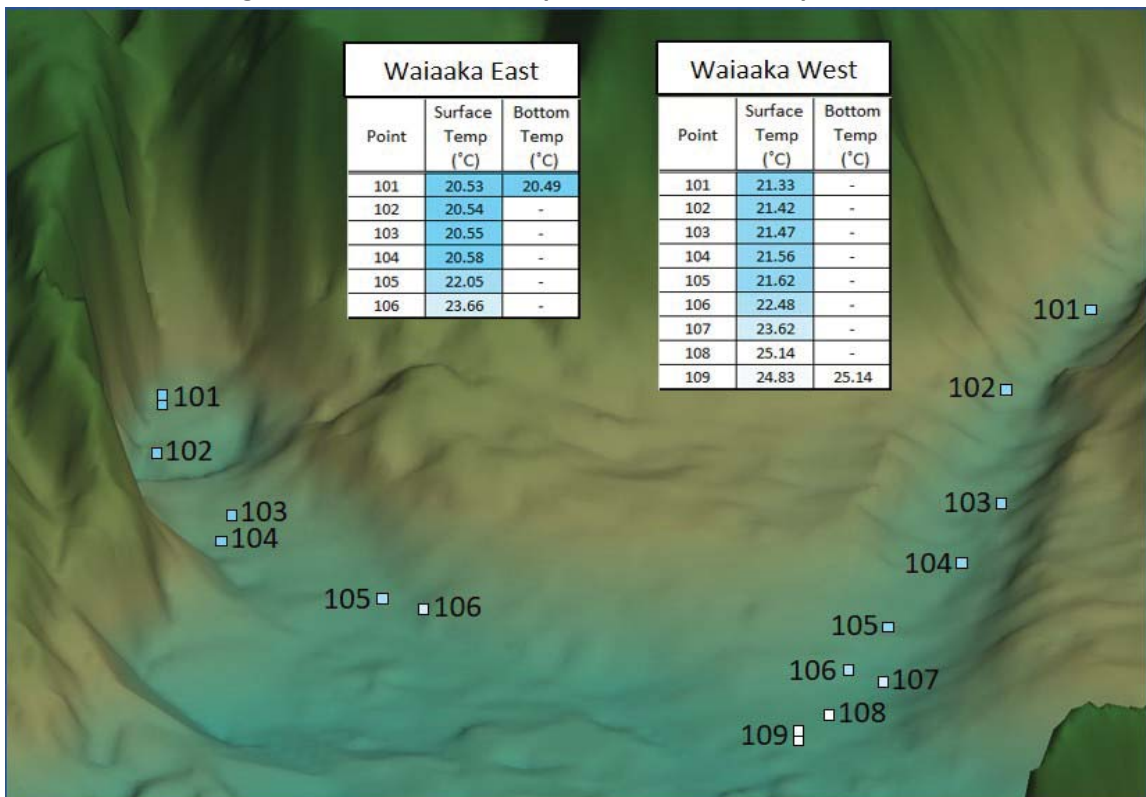 Waiaaka East
Point Surface Temp (˚C) Bottom Temp (˚C)
101 20.53 20.49
102 20.54 -
103 20.55 -
104 20.58 -
105 22.05 -
106 23.66 -
Waiaaka West
Point Surface Temp (˚C) Bottom Temp (˚C)
101 21.33 -
102 21.42 -
103 21.47 -
104 21.56 -
105 21.62 -
106 22.48 -
107 23.62 -
108 25.14 -
109 24.83 25.14
101
102
103
104
105
106
101
102
103
104
105
106
107
108
109